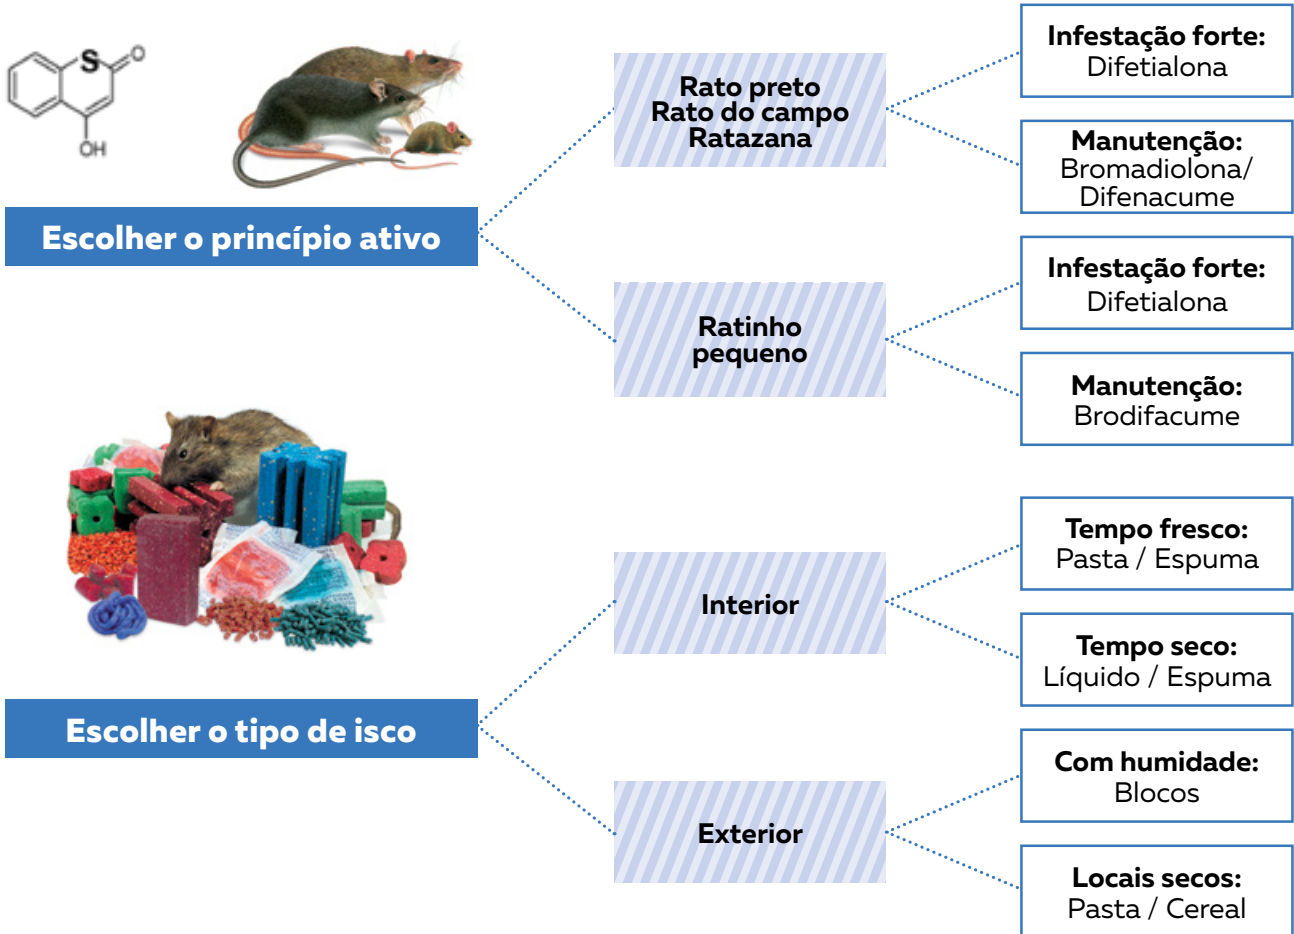 S
O
OH
Escolher o princípio ativo
Rato preto
Rato do campo
Ratazana
Infestação forte:
Difetialona
Manutenção:
Bromadiolona/
Difenacume
Ratinho
pequeno
Infestação forte:
Difetialona
Manutenção:
Brodifacume
Escolher o tipo de isco
Interior
Tempo fresco:
Pasta / Espuma
Tempo seco:
Líquido / Espuma
Exterior
Com humidade:
Blocos
Locais secos:
Pasta / Cereal